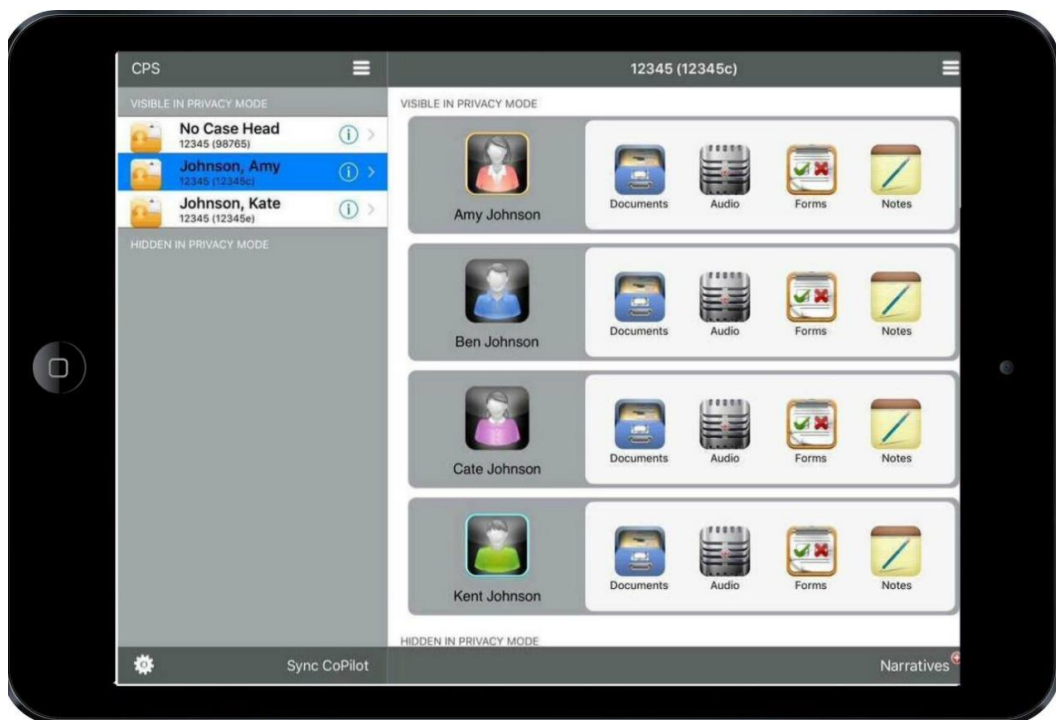 CPS
12345 (12345c)
VISIBLE IN PRIVACY MODE
No Case Head
12345 (98765)
Johnson, Amy
12345 (12345c)
Johnson, Kate
12345 (12345e)
HIDDEN IN PRIVACY MODE
VISIBLE IN PRIVACY MODE
Amy Johnson
Documents Audio Forms Notes
Ben Johnson
Documents Audio Forms Notes
Cate Johnson
Documents Audio Forms Notes
Kent Johnson
Documents Audio Forms Notes
HIDDEN IN PRIVACY MODE
Sync CoPilot
Narratives